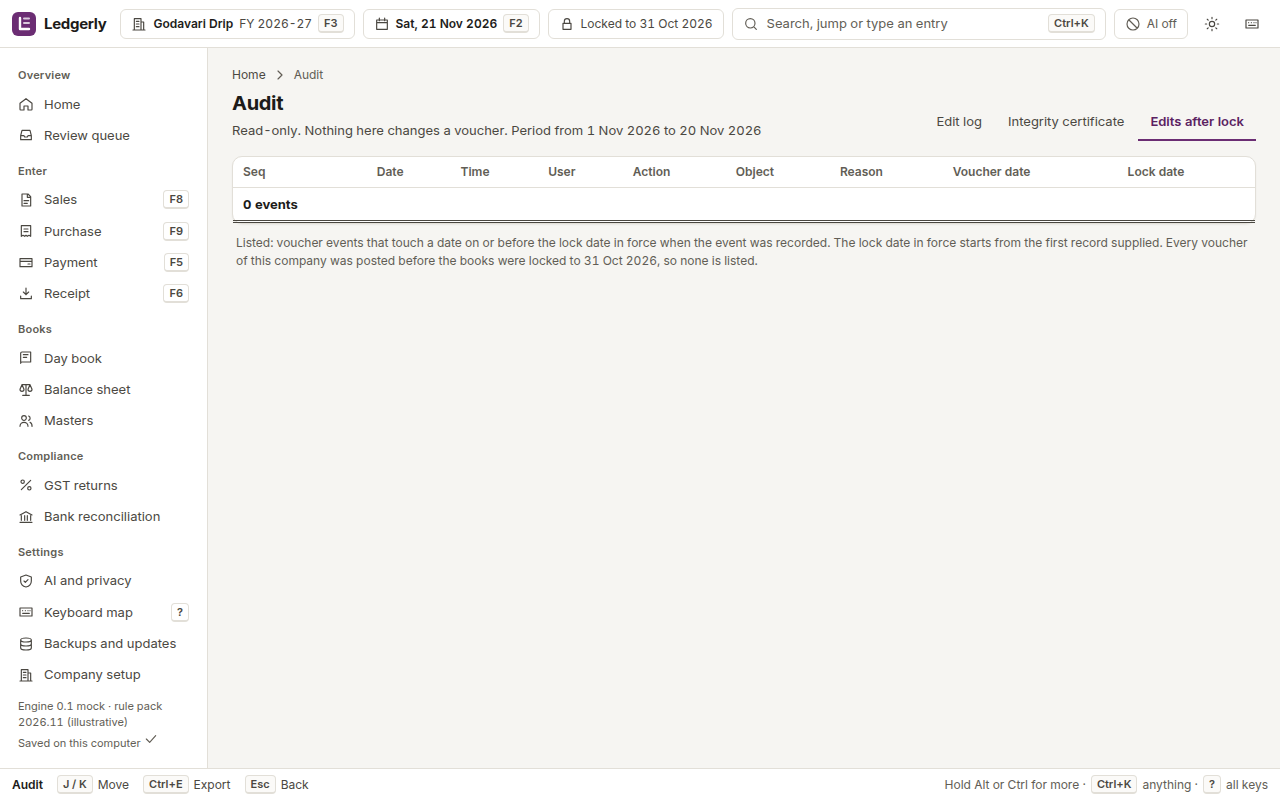 Ledgerly
Godavari Drip FY 2026-27 F3
Sat, 21 Nov 2026 F2
Locked to 31 Oct 2026
Search, jump or type an entry Ctrl+K
AI off
Overview
Home
Review queue
Enter
Sales F8
Purchase F9
Payment F5
Receipt F6
Books
Day book
Balance sheet
Masters
Compliance
GST returns
Bank reconciliation
Settings
AI and privacy
Keyboard map ?
Backups and updates
Company setup
Engine 0.1 mock · rule pack
2026.11 (illustrative)
Saved on this computer
Home Audit
Audit
Read-only. Nothing here changes a voucher. Period from 1 Nov 2026 to 20 Nov 2026
Edit log Integrity certificate Edits after lock
Seq Date Time User Action Object Reason Voucher date Lock date
0 events
Listed: voucher events that touch a date on or before the lock date in force when the event was recorded. The lock date in force starts from the first record supplied. Every voucher
of this company was posted before the books were locked to 31 Oct 2026, so none is listed.
Audit J / K Move Ctrl+E Export Esc Back
Hold Alt or Ctrl for more · Ctrl+K anything · ? all keys